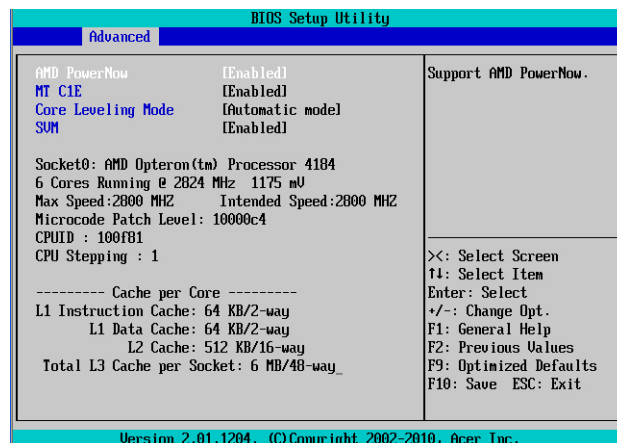 BIOS Setup Utility
Advanced
AMD PowerNow [Enabled]
MT C1E [Enabled]
Core Leveling Mode [Automatic mode]
SVM [Enabled]
Socket0: AMD Opteron(tm) Processor 4184
6 Cores Running @ 2824 MHz 1175 mV
Max Speed:2800 MHZ Intended Speed:2800 MHZ
Microcode Patch Level: 10000c4
CPUID : 100f81
CPU Stepping : 1
--------- Cache per Core ---------
L1 Instruction Cache: 64 KB/2-way
L1 Data Cache: 64 KB/2-way
L2 Cache: 512 KB/16-way
Total L3 Cache per Socket: 6 MB/48-way_
Support AMD PowerNow.
><: Select Screen
↑↓: Select Item
Enter: Select
+/-: Change Opt.
F1: General Help
F2: Previous Values
F9: Optimized Defaults
F10: Save ESC: Exit
Version 2.01.1204. (C)Copyright 2002-2010, Acer Inc.